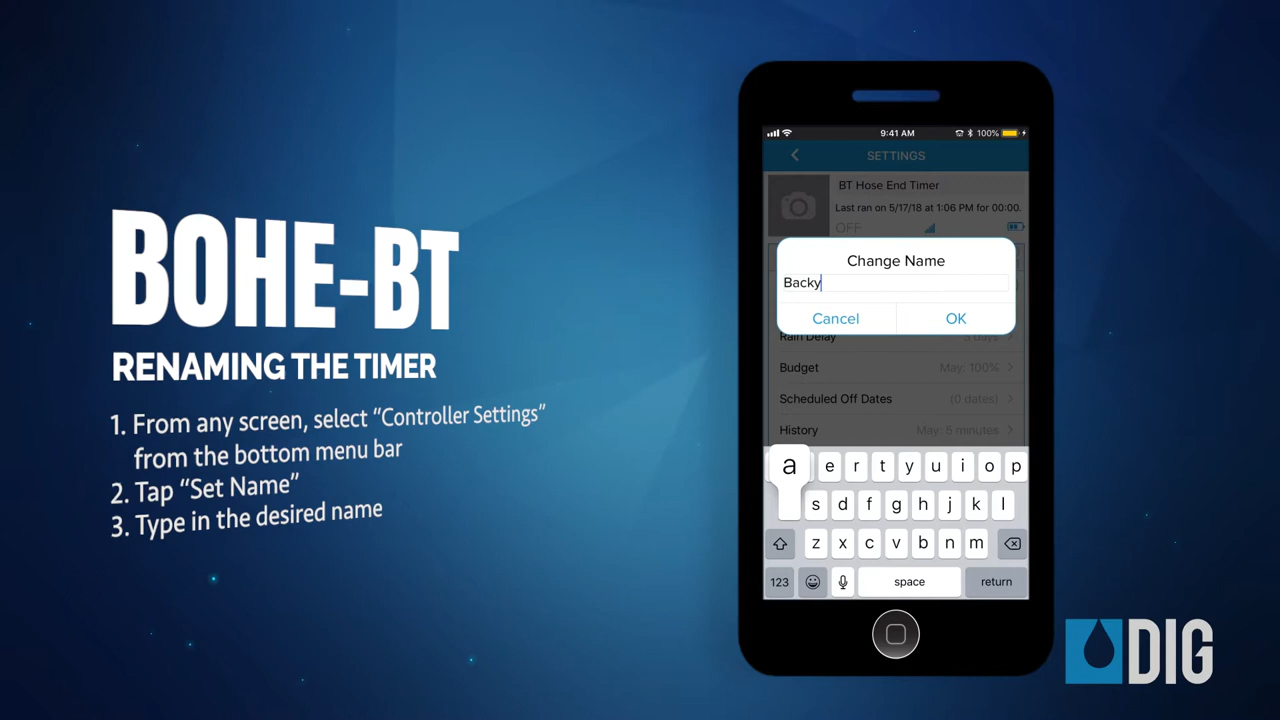 BOHE-BT
RENAMING THE TIMER
1. From any screen, select “Controller Settings”
from the bottom menu bar
2. Tap “Set Name”
3. Type in the desired name
9:41 AM
100%
SETTINGS
BT Hose End Timer
Last ran on 5/17/18 at 1:06 PM for 00:00.
OFF
Change Name
Backy
Cancel OK
Rain Delay 3 days
Budget May: 100%
Scheduled Off Dates (0 dates)
History May: 5 minutes
a e r t y u i o p
s d f g h j k l
z x c v b n m
123 space return
DIG